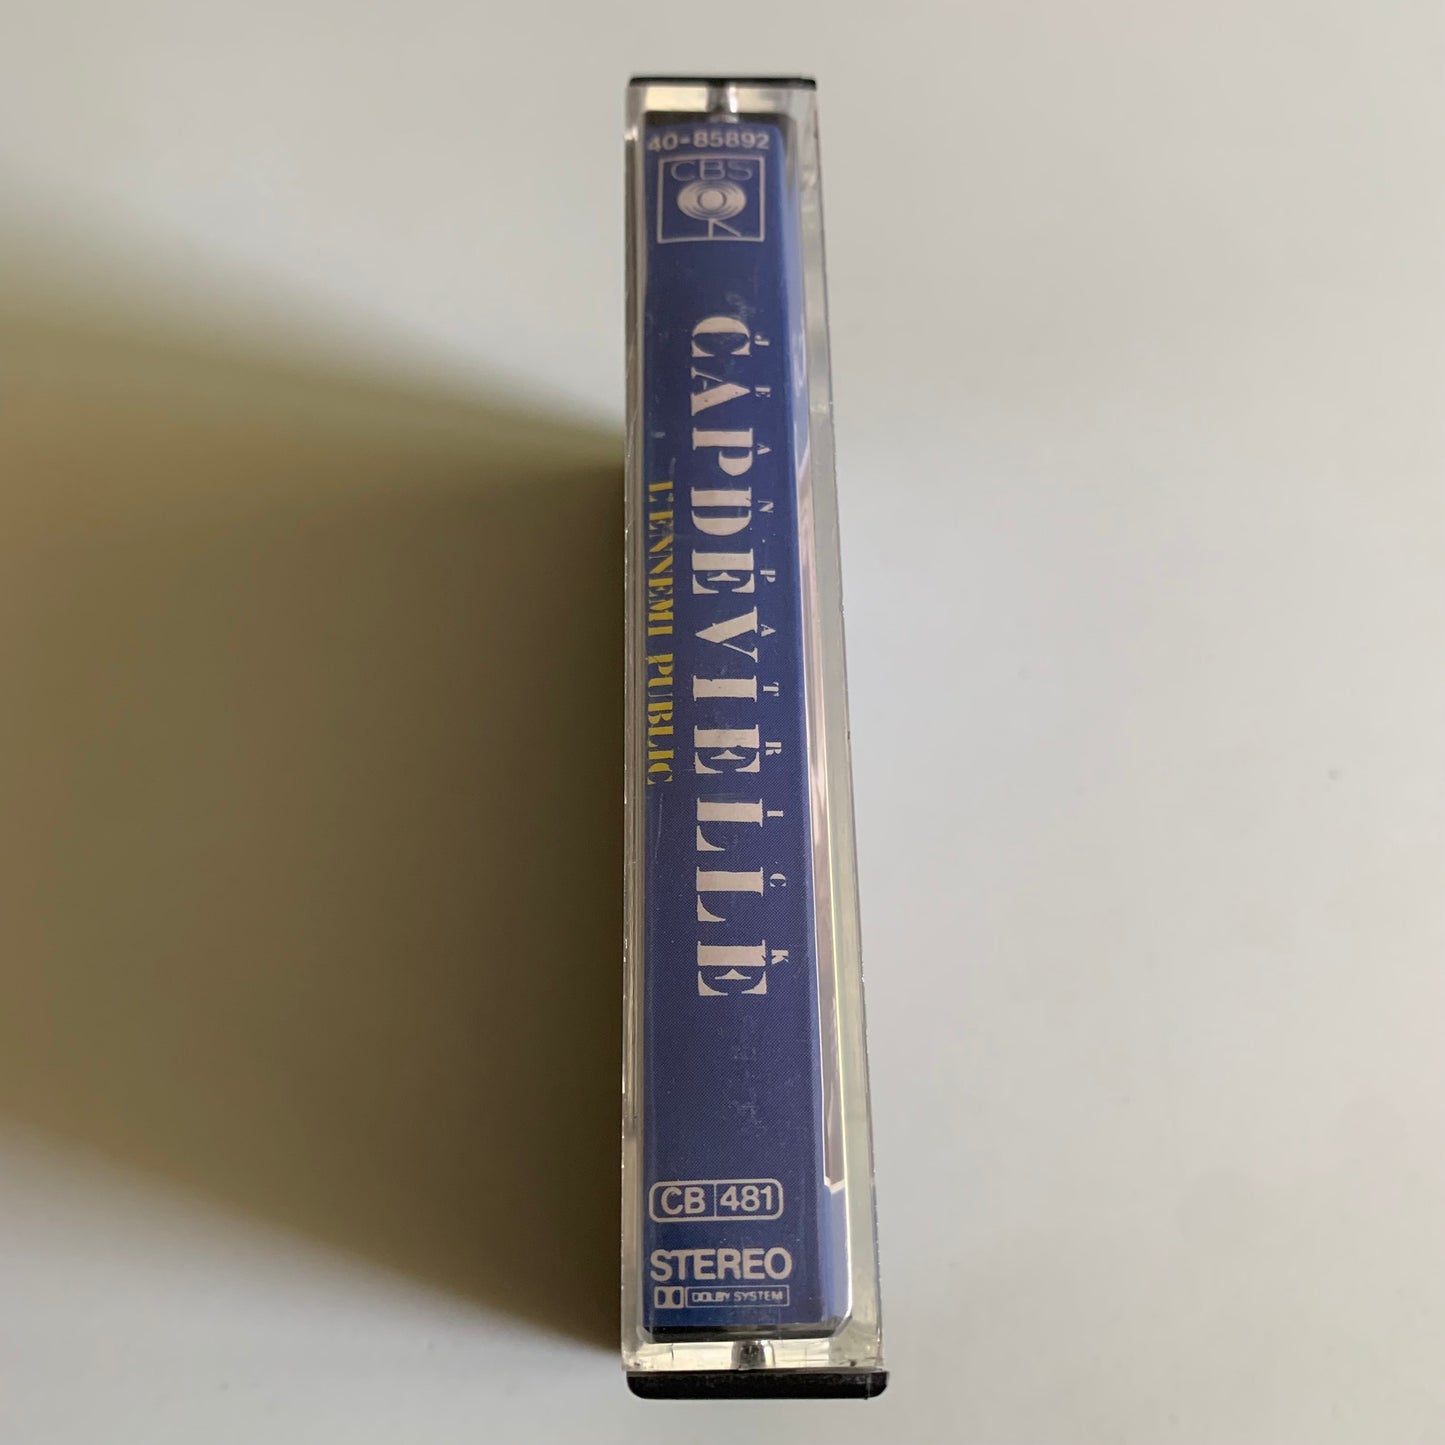 40-85892
CBS
JEAN PATRICK
CAPDEVIELLE
L'ENNEMI PUBLIC
CB 481
STEREO
DOLBY SYSTEM